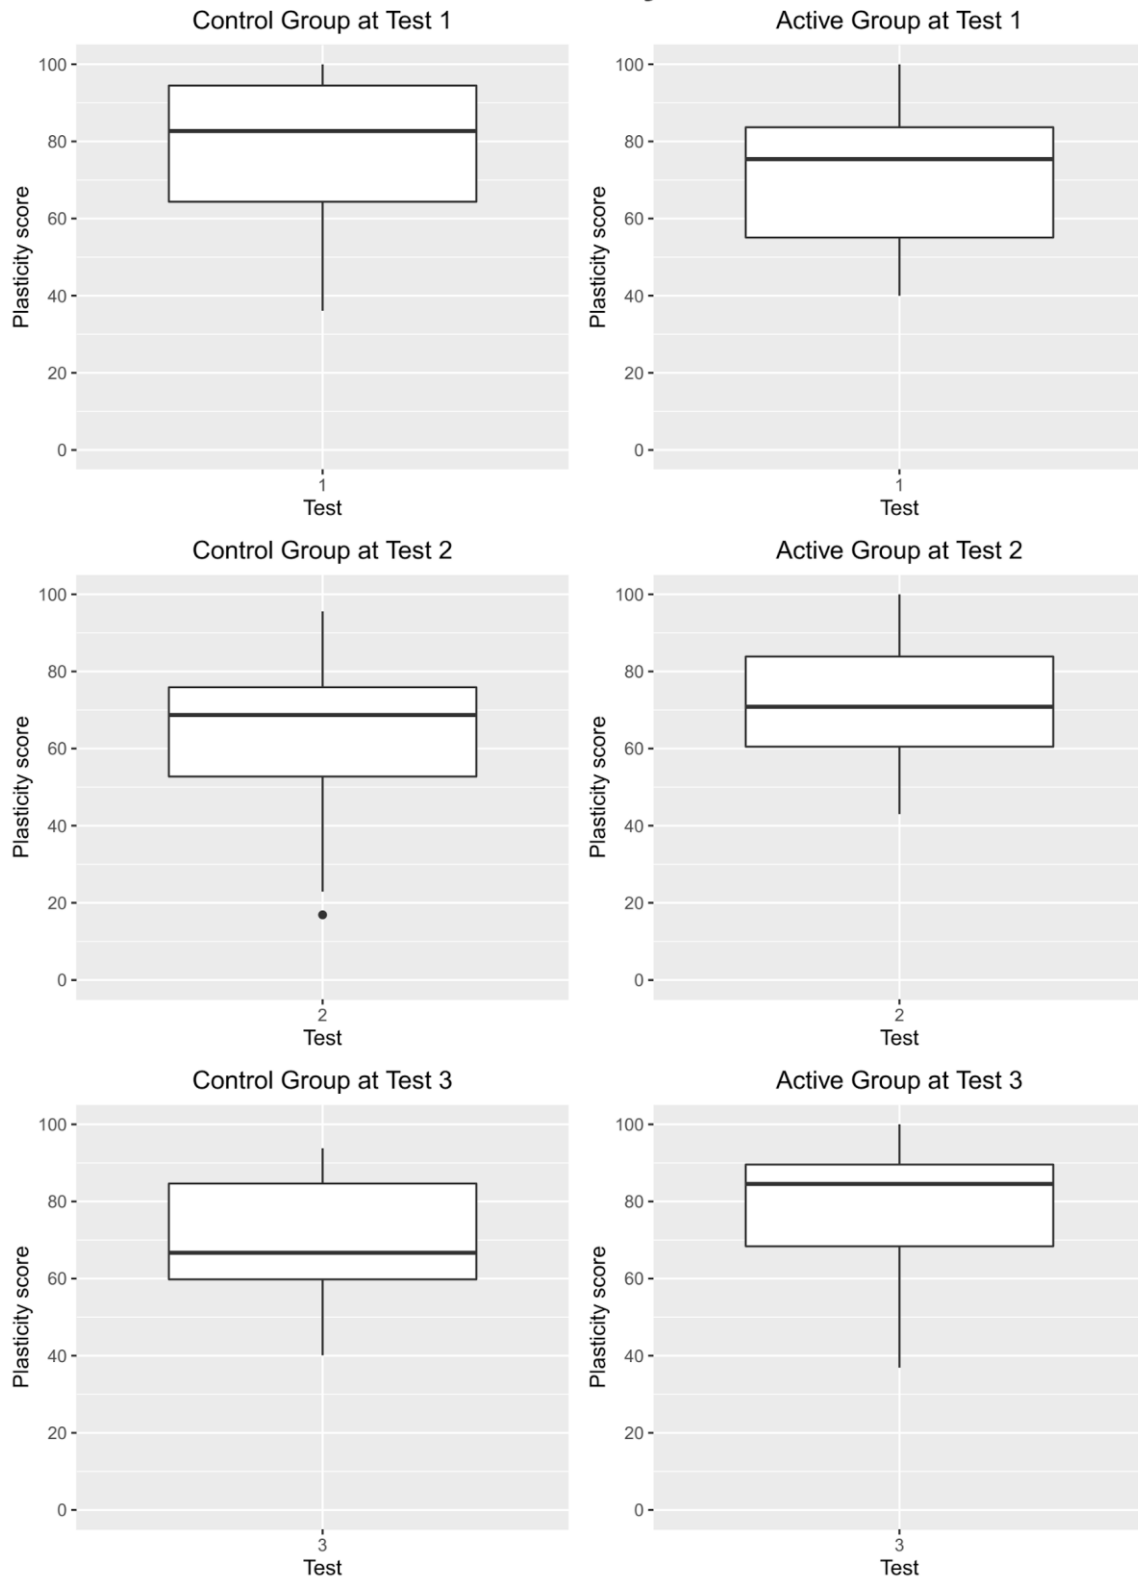 Control Group at Test 1
Active Group at Test 1
Plasticity score
100
80
60
40
20
0
1
Test
Plasticity score
100
80
60
40
20
0
1
Test
Control Group at Test 2
Active Group at Test 2
Plasticity score
100
80
60
40
20
0
2
Test
Plasticity score
100
80
60
40
20
0
2
Test
Control Group at Test 3
Active Group at Test 3
Plasticity score
100
80
60
40
20
0
3
Test
Plasticity score
100
80
60
40
20
0
3
Test